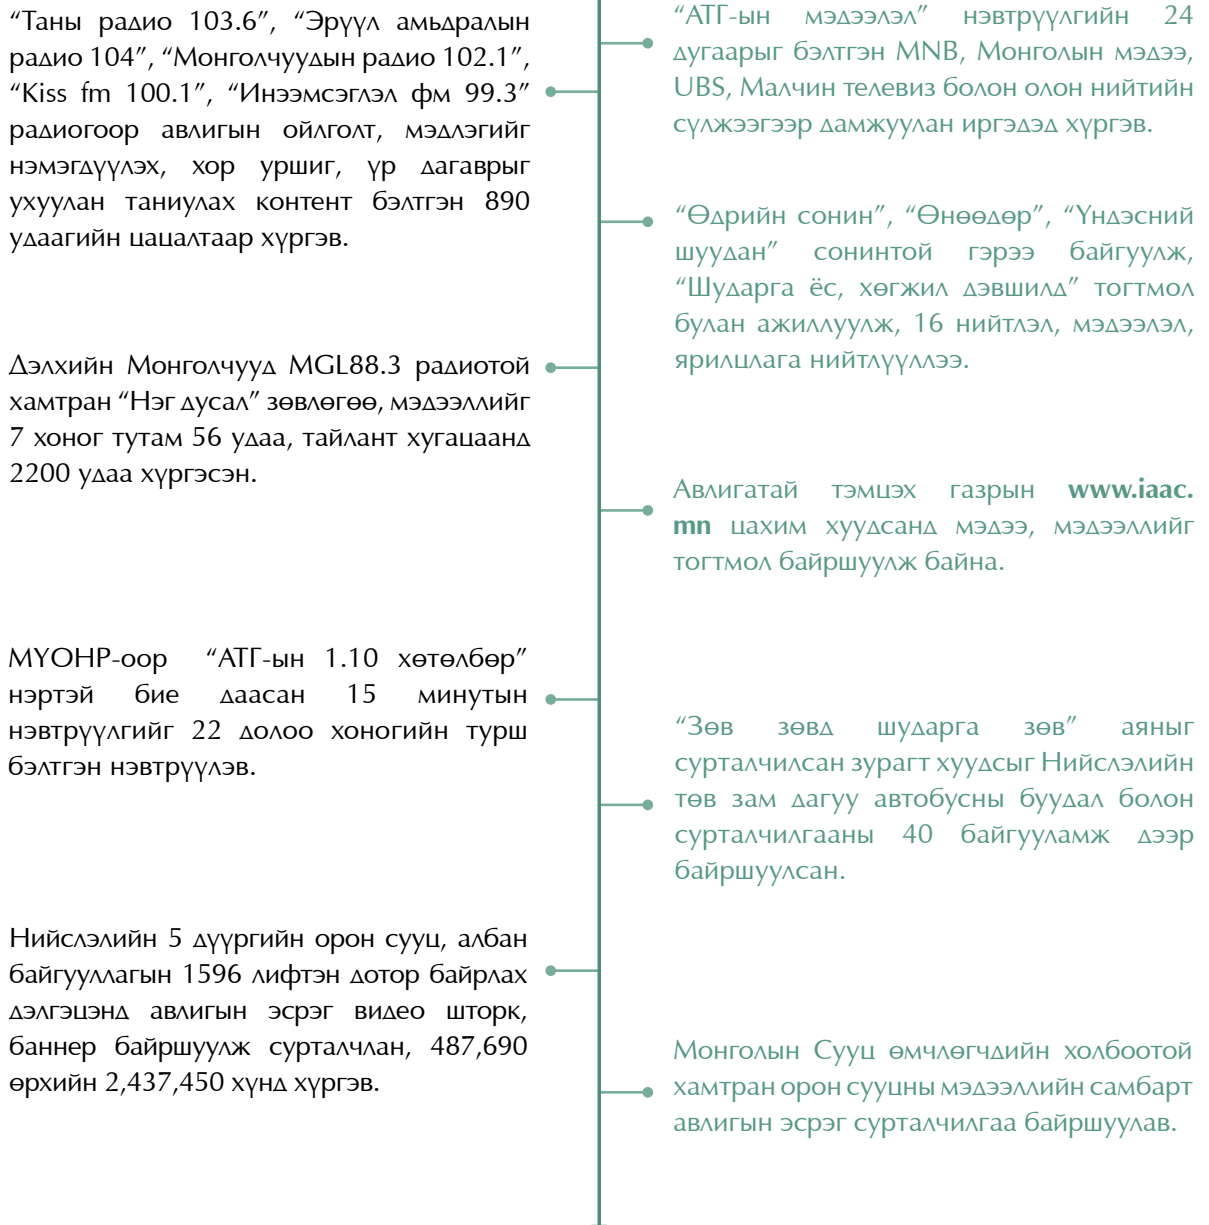 “Таны радио 103.6”, “Эрүүл амьдралын
радио 104”, “Монголчуудын радио 102.1”,
“Kiss fm 100.1”, “Инээмсэглэл фм 99.3”
радиогоор авлигын ойлголт, мэдлэгийг
нэмэгдүүлэх, хор уршиг, үр дагаврыг
ухуулан таниулах контент бэлтгэн 890
удаагийн цацалтаар хүргэв.
Дэлхийн Монголчууд MGL88.3 радиотой
хамтран “Нэг дусал” зөвлөгөө, мэдээллийг
7 хоног тутам 56 удаа, тайлант хугацаанд
2200 удаа хүргэсэн.
МҮОНР-оор “АТГ-ын 1.10 хөтөлбөр”
нэртэй бие даасан 15 минутын
нэвтрүүлгийг 22 долоо хоногийн турш
бэлтгэн нэвтрүүлэв.
Нийслэлийн 5 дүүргийн орон сууц, албан
байгууллагын 1596 лифтэн дотор байрлах
дэлгэцэнд авлигын эсрэг видео шторк,
баннер байршуулж сурталчлан, 487,690
өрхийн 2,437,450 хүнд хүргэв.
“АТГ-ын мэдээлэл” нэвтрүүлгийн 24
дугаарыг бэлтгэн MNB, Монголын мэдээ,
UBS, Малчин телевиз болон олон нийтийн
сүлжээгээр дамжуулан иргэдэд хүргэв.
“Өдрийн сонин”, “Өнөөдөр”, “Үндэсний
шуудан” сонинтой гэрээ байгуулж,
“Шударга ёс, хөгжил дэвшилд” тогтмол
булан ажиллуулж, 16 нийтлэл, мэдээлэл,
ярилцлага нийтлүүллээ.
Авлигатай тэмцэх газрын www.iaac.
mn цахим хуудсанд мэдээ, мэдээллийг
тогтмол байршуулж байна.
“Зөв зөвд шударга зөв” аяныг
сурталчилсан зурагт хуудсыг Нийслэлийн
төв зам дагуу автобусны буудал болон
сурталчилгааны 40 байгууламж дээр
байршуулсан.
Монголын Сууц өмчлөгчдийн холбоотой
хамтран орон сууцны мэдээллийн самбарт
авлигын эсрэг сурталчилгаа байршуулав.